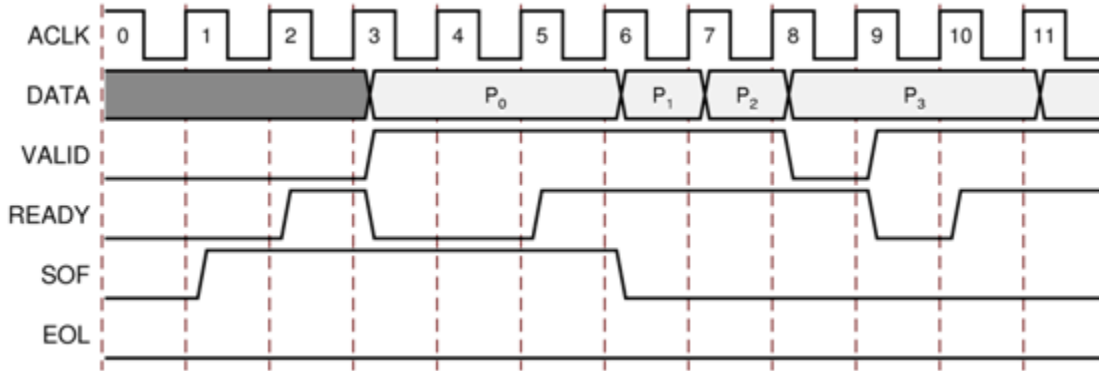 ACLK 0 1 2 3 4 5 6 7 8 9 10 11
DATA P₀ P₁ P₂ P₃
VALID
READY
SOF
EOL